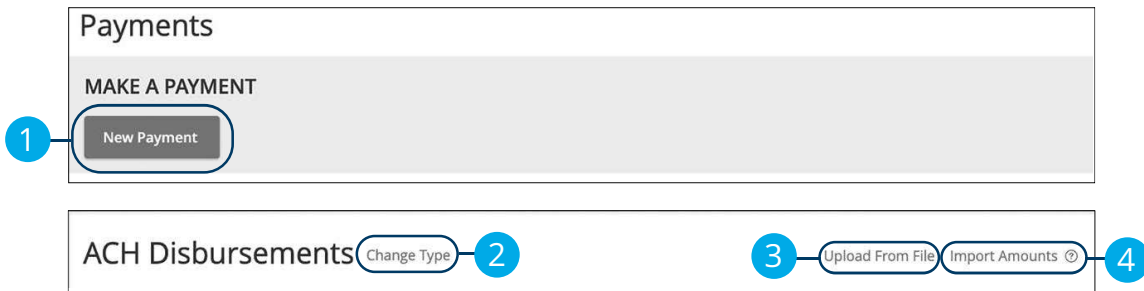 Payments
MAKE A PAYMENT
1 New Payment
ACH Disbursements Change Type 2 3 Upload From File Import Amounts ? 4